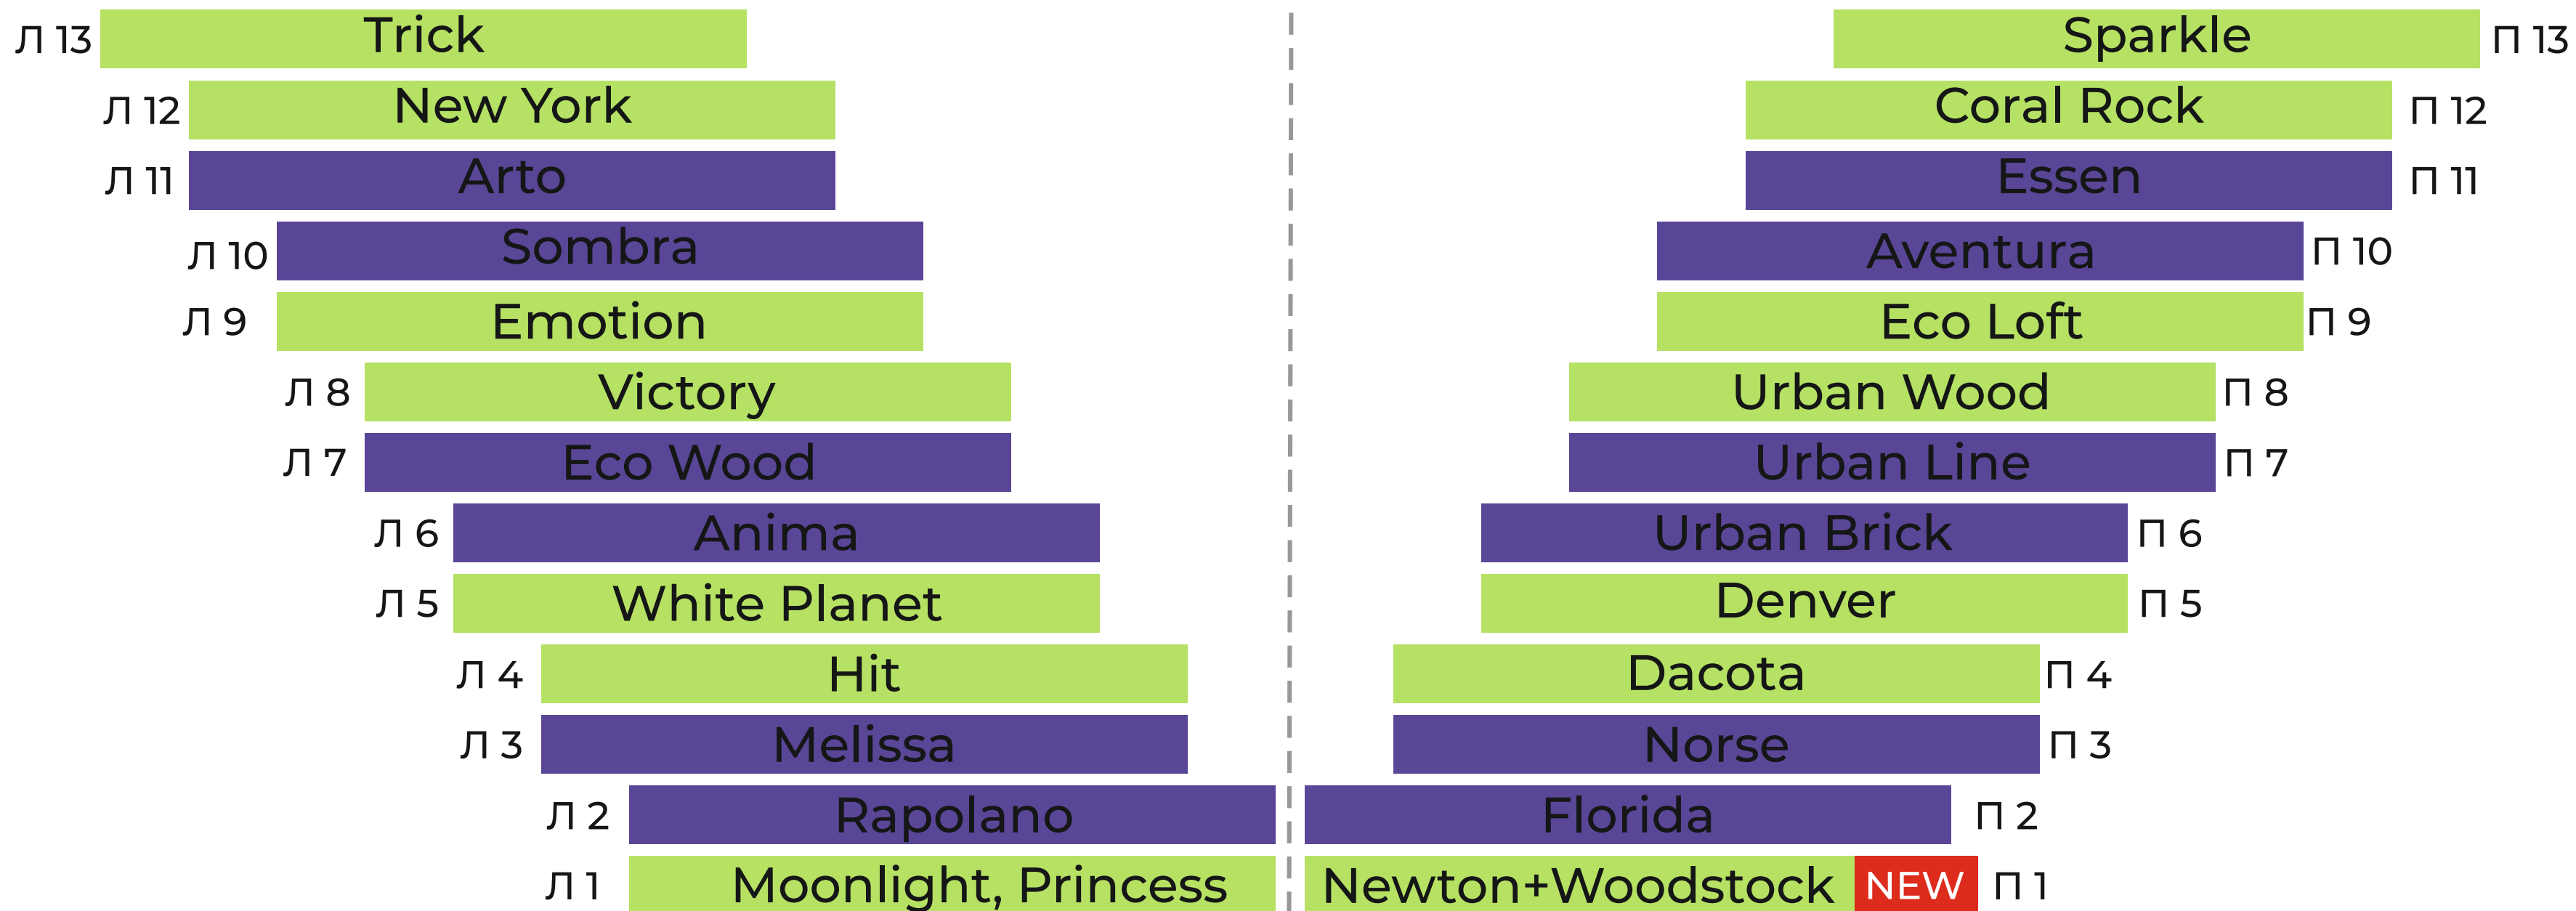 Л 13 Trick Sparkle П 13
Л 12 New York Coral Rock П 12
Л 11 Arto Essen П 11
Л 10 Sombra Aventura П 10
Л 9 Emotion Eco Loft П 9
Л 8 Victory Urban Wood П 8
Л 7 Eco Wood Urban Line П 7
Л 6 Anima Urban Brick П 6
Л 5 White Planet Denver П 5
Л 4 Hit Dacota П 4
Л 3 Melissa Norse П 3
Л 2 Rapolano Florida П 2
Л 1 Moonlight, Princess Newton+Woodstock NEW П 1